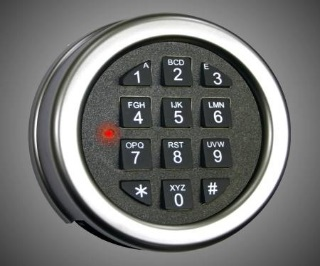 A BCD E
1 2 3
FGH IJK LMN
4 5 6
OPQ RST UVW
7 8 9
XYZ
* 0 #